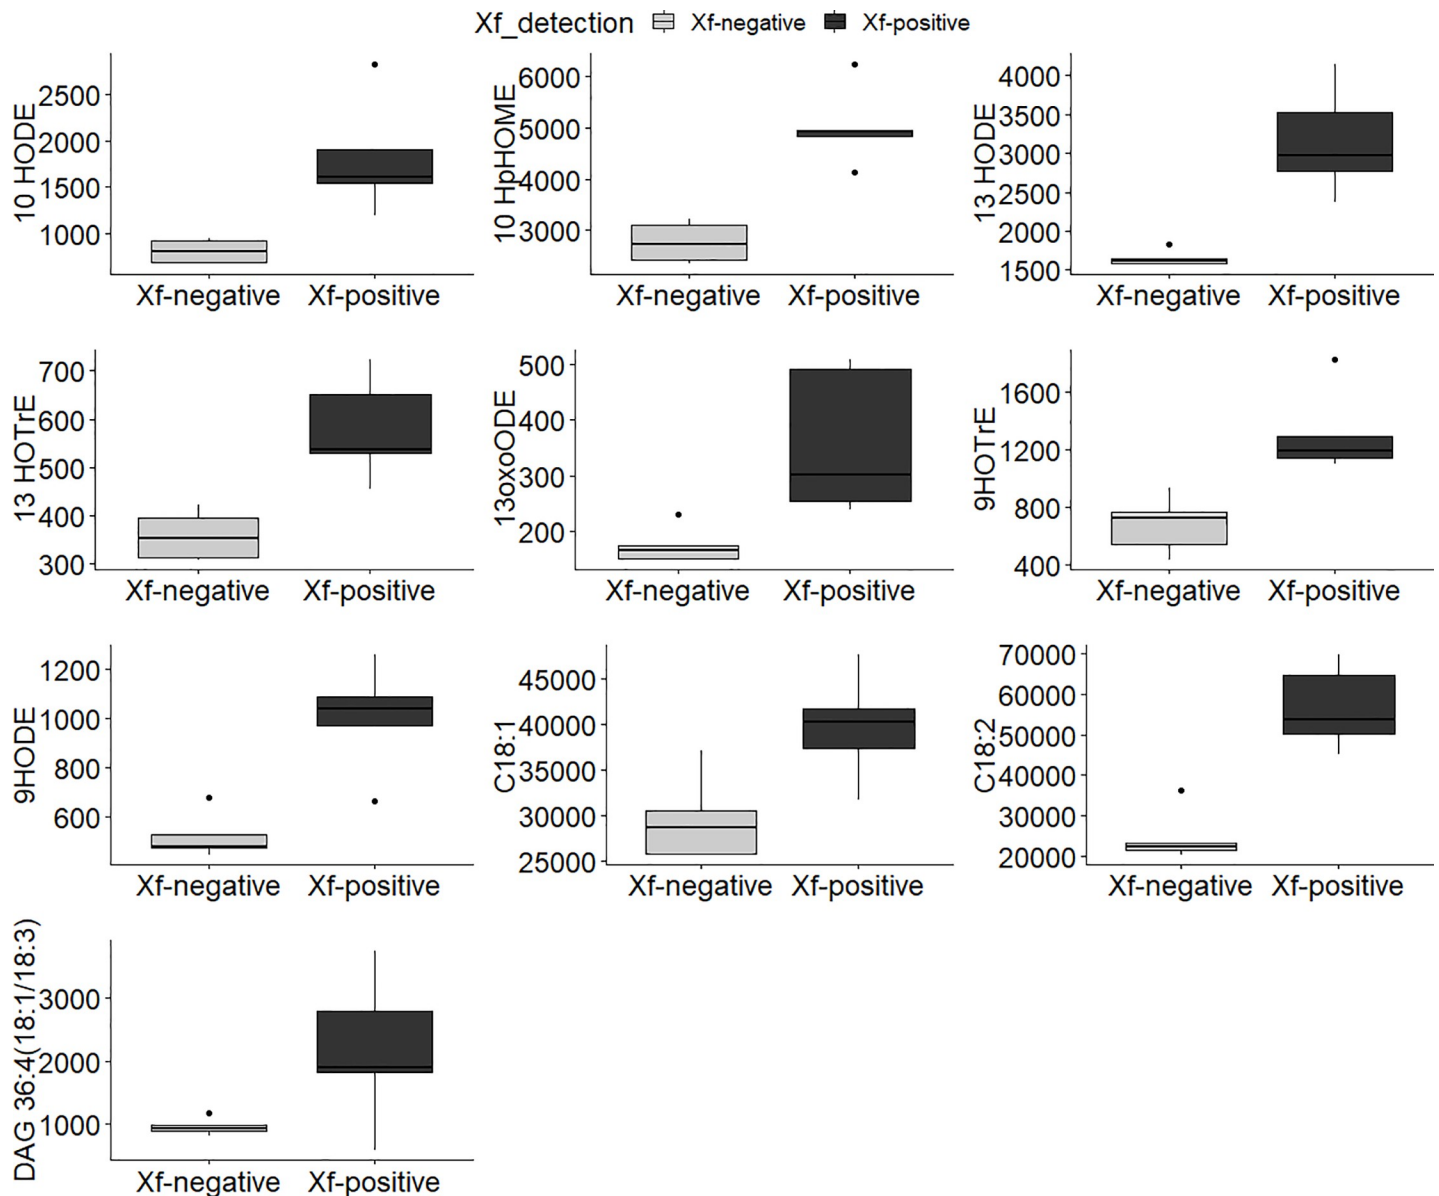 Xf_detection Xf-negative Xf-positive
10 HODE
2500
2000
1500
1000
Xf-negative Xf-positive
10 HpHOME
6000
5000
4000
3000
Xf-negative Xf-positive
13 HODE
4000
3500
3000
2500
2000
1500
Xf-negative Xf-positive
13 HOTrE
700
600
500
400
300
Xf-negative Xf-positive
13oxoODE
500
400
300
200
Xf-negative Xf-positive
9HOTrE
1600
1200
800
400
Xf-negative Xf-positive
9HODE
1200
1000
800
600
Xf-negative Xf-positive
C18:1
45000
40000
35000
30000
25000
Xf-negative Xf-positive
C18:2
70000
60000
50000
40000
30000
20000
Xf-negative Xf-positive
DAG 36:4(18:1/18:3)
3000
2000
1000
Xf-negative Xf-positive